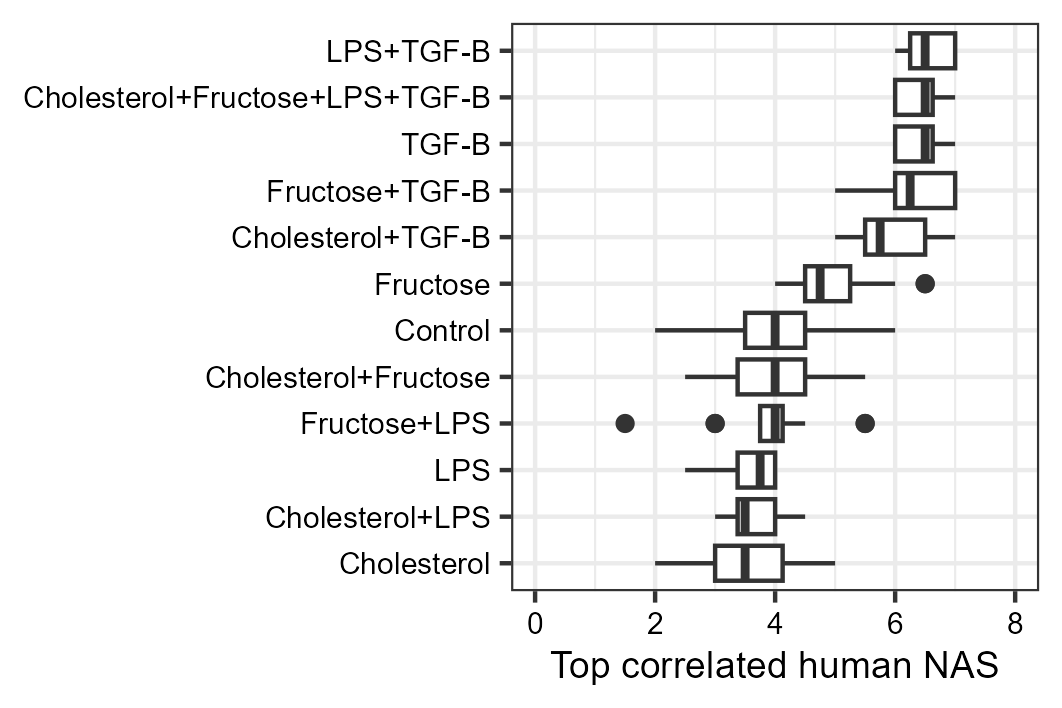 LPS+TGF-B
Cholesterol+Fructose+LPS+TGF-B
TGF-B
Fructose+TGF-B
Cholesterol+TGF-B
Fructose
Control
Cholesterol+Fructose
Fructose+LPS
LPS
Cholesterol+LPS
Cholesterol
0 2 4 6 8
Top correlated human NAS